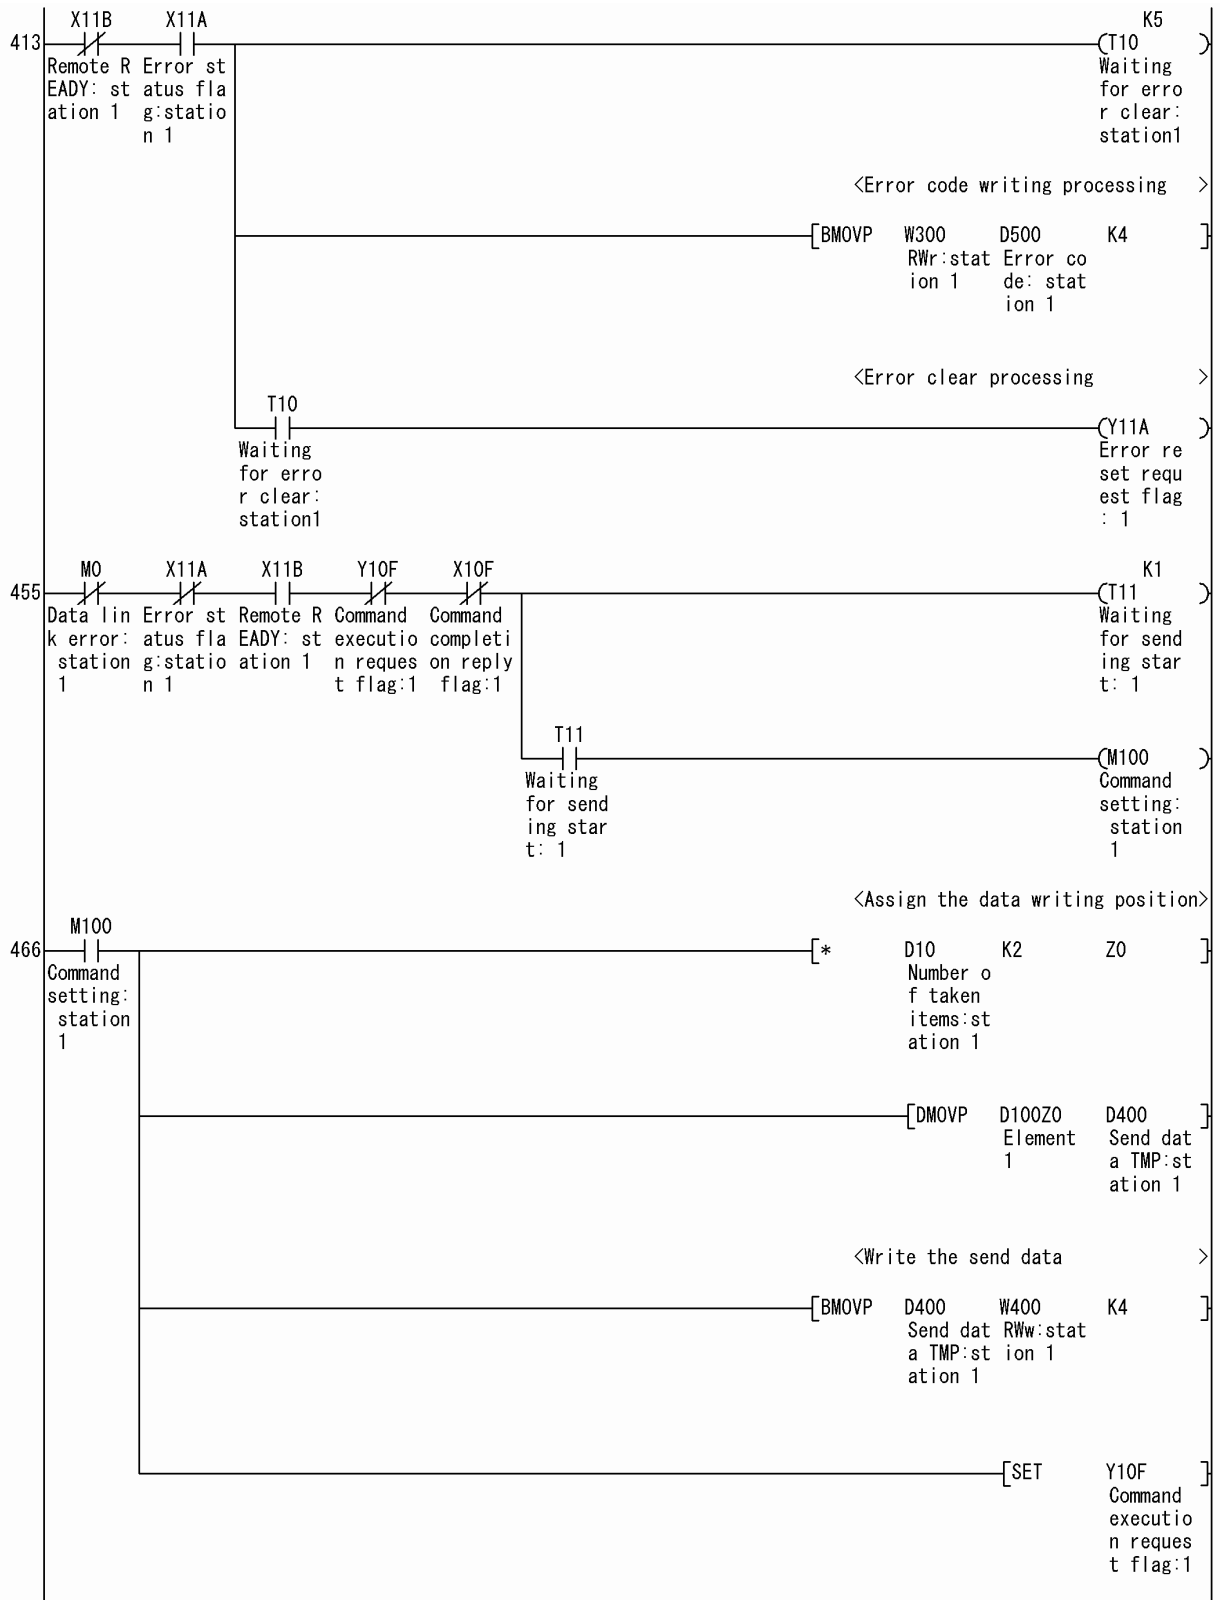 X11B X11A K5
413 (T10 )
Remote R Error st Waiting
EADY: st atus fla for erro
ation 1 g:statio r clear:
n 1 station1
<Error code writing processing >
[BMOVP W300 D500 K4 ]
RWr:stat Error co
ion 1 de: stat
ion 1
<Error clear processing >
T10
(Y11A )
Waiting Error re
for erro set requ
r clear: est flag
station1 : 1
M0 X11A X11B Y10F X10F K1
455 (T11 )
Data lin Error st Remote R Command Command Waiting
k error: atus fla EADY: st executio completi for send
station g:statio ation 1 n reques on reply ing star
1 n 1 t flag:1 flag:1 t: 1
T11
(M100 )
Waiting Command
for send setting:
ing star station
t: 1 1
<Assign the data writing position>
M100
466 [* D10 K2 Z0 ]
Command Number o
setting: f taken
station items:st
1 ation 1
[DMOVP D100Z0 D400 ]
Element Send dat
1 a TMP:st
ation 1
<Write the send data >
[BMOVP D400 W400 K4 ]
Send dat RWw:stat
a TMP:st ion 1
ation 1
[SET Y10F ]
Command
executio
n reques
t flag:1